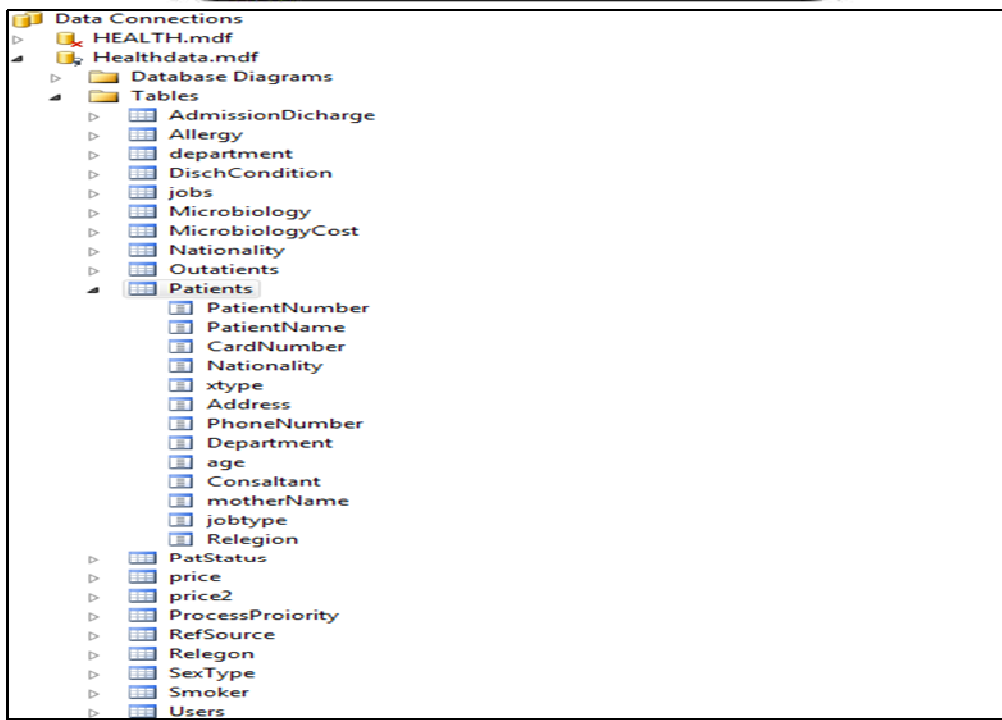 Data Connections
HEALTH.mdf
Healthdata.mdf
Database Diagrams
Tables
AdmissionDicharge
Allergy
department
DischCondition
jobs
Microbiology
MicrobiologyCost
Nationality
Outatients
Patients
PatientNumber
PatientName
CardNumber
Nationality
xtype
Address
PhoneNumber
Department
age
Consaltant
motherName
jobtype
Relegion
PatStatus
price
price2
ProcessProiority
RefSource
Relegon
SexType
Smoker
Users